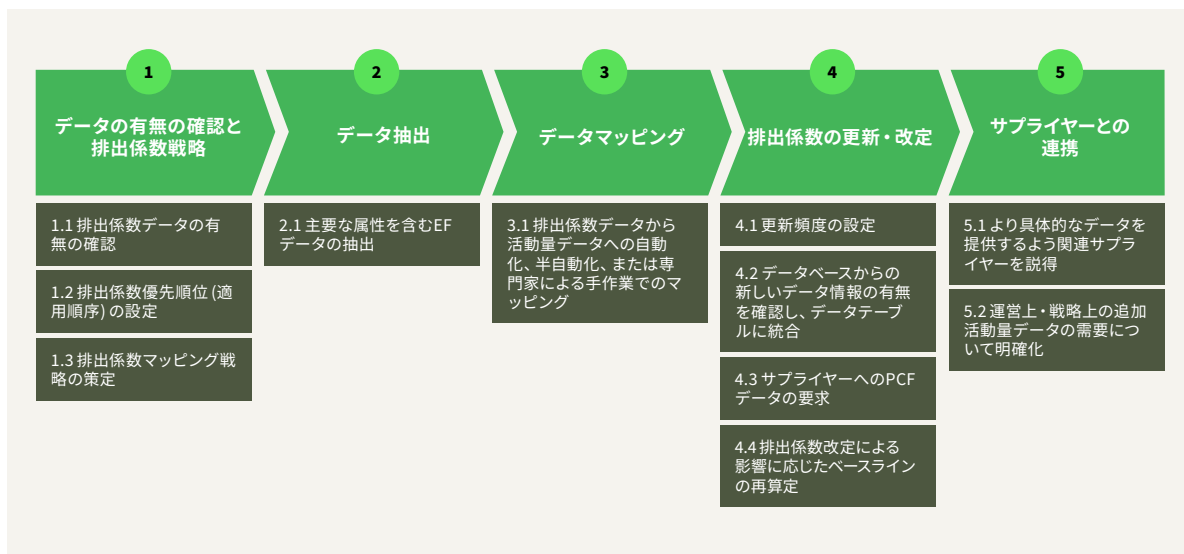 1
データの有無の確認と
排出係数戦略
1.1 排出係数データの有
無の確認
1.2 排出係数優先順位 (適
用順序) の設定
1.3 排出係数マッピング戦
略の策定
2
データ抽出
2.1 主要な属性を含むEF
データの抽出
3
データマッピング
3.1 排出係数データから
活動量データへの自動
化、半自動化、または専
門家による手作業でのマ
ッピング
4
排出係数の更新・改定
4.1 更新頻度の設定
4.2 データベースからの
新しいデータ情報の有無
を確認し、データテーブ
ルに統合
4.3 サプライヤーへのPCF
データの要求
4.4 排出係数改定による
影響に応じたベースライン
の再算定
5
サプライヤーとの
連携
5.1 より具体的なデータを
提供するよう関連サプラ
イヤーを説得
5.2 運営上・戦略上の追加
活動量データの需要につ
いて明確化